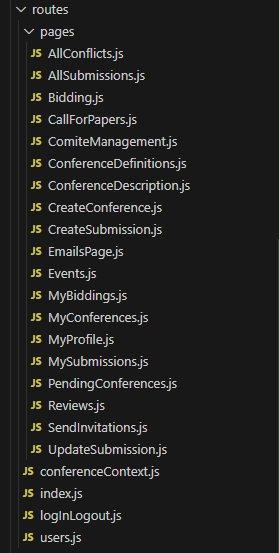 routes
pages
JS AllConflicts.js
JS AllSubmissions.js
JS Bidding.js
JS CallForPapers.js
JS ComiteManagement.js
JS ConferenceDefinitions.js
JS ConferenceDescription.js
JS CreateConference.js
JS CreateSubmission.js
JS EmailsPage.js
JS Events.js
JS MyBiddings.js
JS MyConferences.js
JS MyProfile.js
JS MySubmissions.js
JS PendingConferences.js
JS Reviews.js
JS SendInvitations.js
JS UpdateSubmission.js
JS conferenceContext.js
JS index.js
JS logInLogout.js
JS users.js